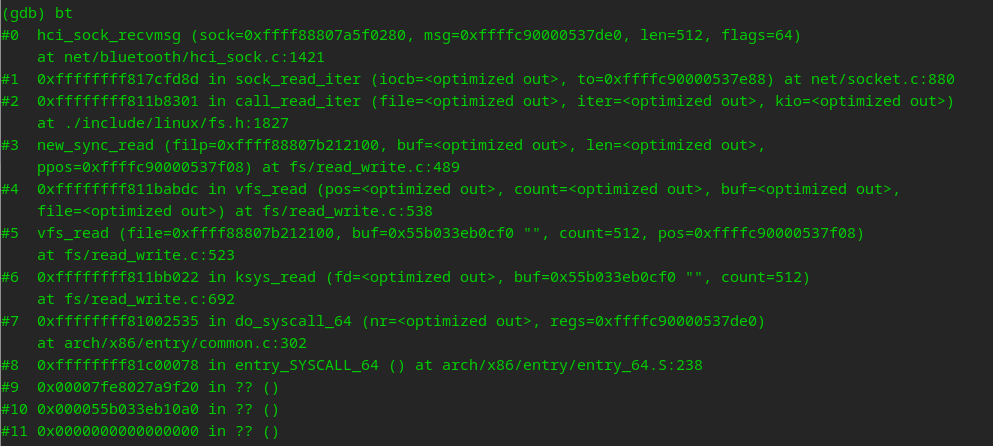 (gdb) bt
#0  hci_sock_recvmsg (sock=0xffff88807a5f0280, msg=0xffffc90000537de0, len=512, flags=64)
    at net/bluetooth/hci_sock.c:1421
#1  0xffffffff817cfd8d in sock_read_iter (iocb=<optimized out>, to=0xffffc90000537e88) at net/socket.c:880
#2  0xffffffff811b8301 in call_read_iter (file=<optimized out>, iter=<optimized out>, kio=<optimized out>)
    at ./include/linux/fs.h:1827
#3  new_sync_read (filp=0xffff88807b212100, buf=<optimized out>, len=<optimized out>,
    ppos=0xffffc90000537f08) at fs/read_write.c:489
#4  0xffffffff811babdc in vfs_read (pos=<optimized out>, count=<optimized out>, buf=<optimized out>,
    file=<optimized out>) at fs/read_write.c:538
#5  vfs_read (file=0xffff88807b212100, buf=0x55b033eb0cf0 "", count=512, pos=0xffffc90000537f08)
    at fs/read_write.c:523
#6  0xffffffff811bb022 in ksys_read (fd=<optimized out>, buf=0x55b033eb0cf0 "", count=512)
    at fs/read_write.c:692
#7  0xffffffff81002535 in do_syscall_64 (nr=<optimized out>, regs=0xffffc90000537de0)
    at arch/x86/entry/common.c:302
#8  0xffffffff81c00078 in entry_SYSCALL_64 () at arch/x86/entry/entry_64.S:238
#9  0x00007fe8027a9f20 in ?? ()
#10 0x000055b033eb10a0 in ?? ()
#11 0x0000000000000000 in ?? ()